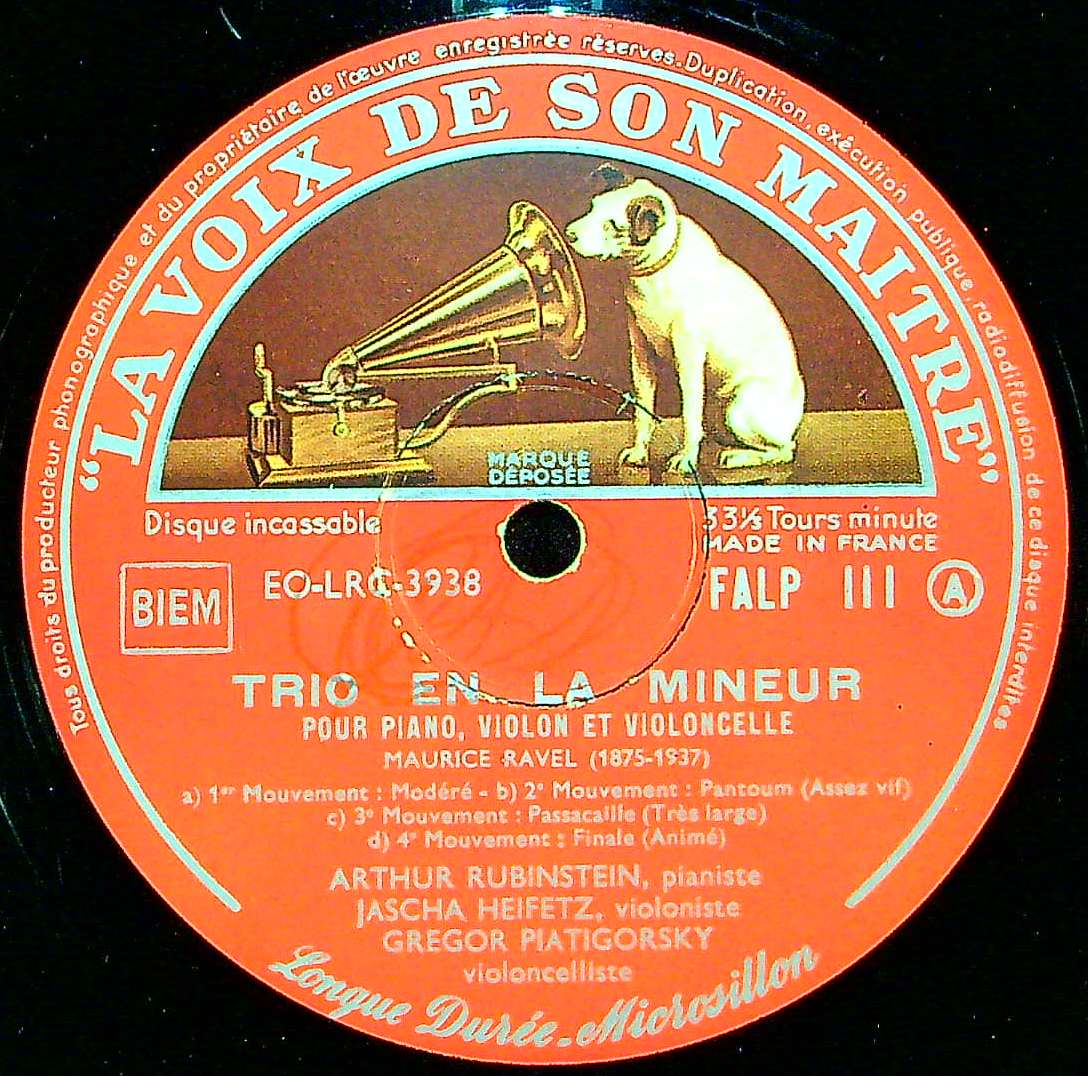 Tous droits du producteur phonographique et du propriètaire de l'œuvre enregistrèe rèserves. Duplication, exècution publique, radiodiffusion de ce disque interdites
“LA VOIX DE SON MAITRE”
MARQUE
DÉPOSÉE
Disque incassable
33⅓ Tours minute
MADE IN FRANCE
BIEM
EO-LRC-3938
FALP 111
A
TRIO EN LA MINEUR
POUR PIANO, VIOLON ET VIOLONCELLE
MAURICE RAVEL (1875-1937)
a) 1er Mouvement : Modéré - b) 2e Mouvement : Pantoum (Assez vif)
c) 3e Mouvement : Passacaille (Très large)
d) 4e Mouvement : Finale (Animé)
ARTHUR RUBINSTEIN, pianiste
JASCHA HEIFETZ, violoniste
GREGOR PIATIGORSKY
violoncelliste
Longue Durée-Microsillon